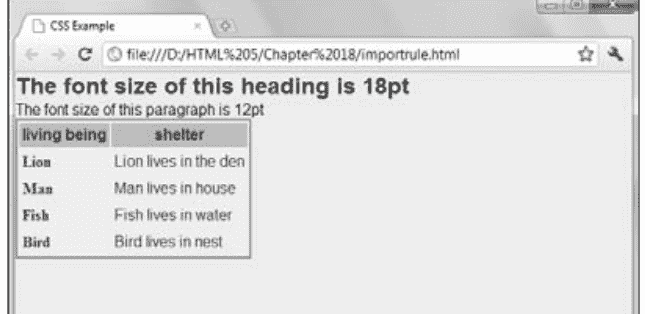 CSS Example
file:///D:/HTML%205/Chapter%2018/importrule.html
The font size of this heading is 18pt
The font size of this paragraph is 12pt
living being shelter
Lion Lion lives in the den
Man Man lives in house
Fish Fish lives in water
Bird Bird lives in nest